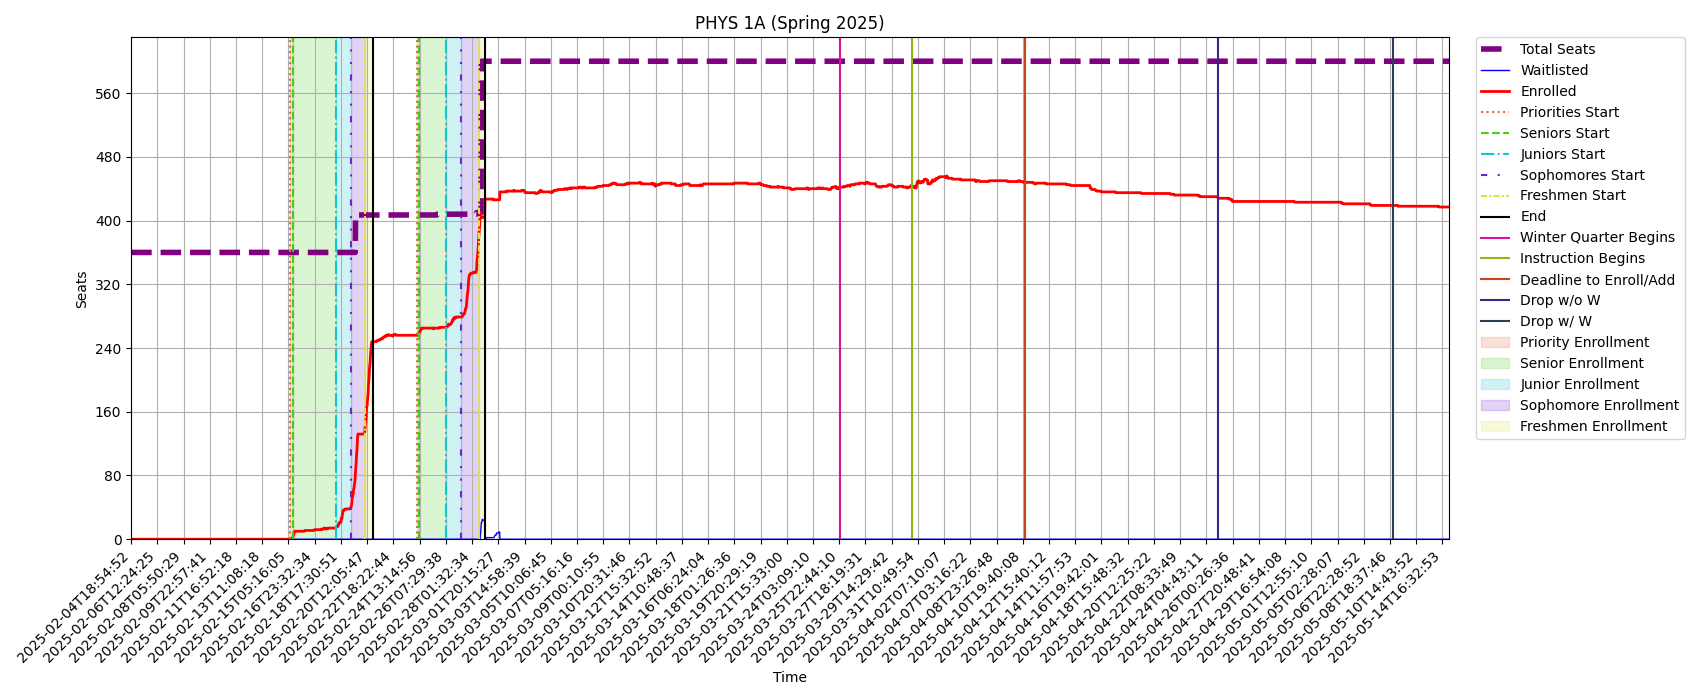 PHYS 1A (Spring 2025)
Seats
560
480
400
320
240
160
80
0
2025-02-04T18:54:52
2025-02-06T12:24:25
2025-02-08T05:50:29
2025-02-09T22:57:41
2025-02-11T16:52:18
2025-02-13T11:08:18
2025-02-15T05:16:05
2025-02-16T23:32:34
2025-02-18T17:30:51
2025-02-20T12:05:47
2025-02-22T18:22:44
2025-02-24T13:14:56
2025-02-26T07:29:38
2025-02-28T01:32:34
2025-03-01T20:15:27
2025-03-03T14:58:39
2025-03-05T10:06:45
2025-03-07T05:16:16
2025-03-09T00:10:55
2025-03-10T20:31:46
2025-03-12T15:32:52
2025-03-14T10:48:37
2025-03-16T06:24:04
2025-03-18T01:26:36
2025-03-19T20:29:19
2025-03-21T15:33:00
2025-03-24T03:09:10
2025-03-25T22:44:10
2025-03-27T18:19:31
2025-03-29T14:29:42
2025-03-31T10:49:54
2025-04-02T07:10:07
2025-04-07T03:16:22
2025-04-08T23:26:48
2025-04-10T19:40:08
2025-04-12T15:40:12
2025-04-14T11:57:53
2025-04-16T19:42:01
2025-04-18T15:48:32
2025-04-20T12:25:22
2025-04-22T08:33:49
2025-04-24T04:43:11
2025-04-26T00:26:36
2025-04-27T20:48:41
2025-04-29T16:54:08
2025-05-01T12:55:10
2025-05-05T02:28:07
2025-05-06T22:28:52
2025-05-08T18:37:46
2025-05-10T14:43:52
2025-05-14T16:32:53
Time
Total Seats
Waitlisted
Enrolled
Priorities Start
Seniors Start
Juniors Start
Sophomores Start
Freshmen Start
End
Winter Quarter Begins
Instruction Begins
Deadline to Enroll/Add
Drop w/o W
Drop w/ W
Priority Enrollment
Senior Enrollment
Junior Enrollment
Sophomore Enrollment
Freshmen Enrollment